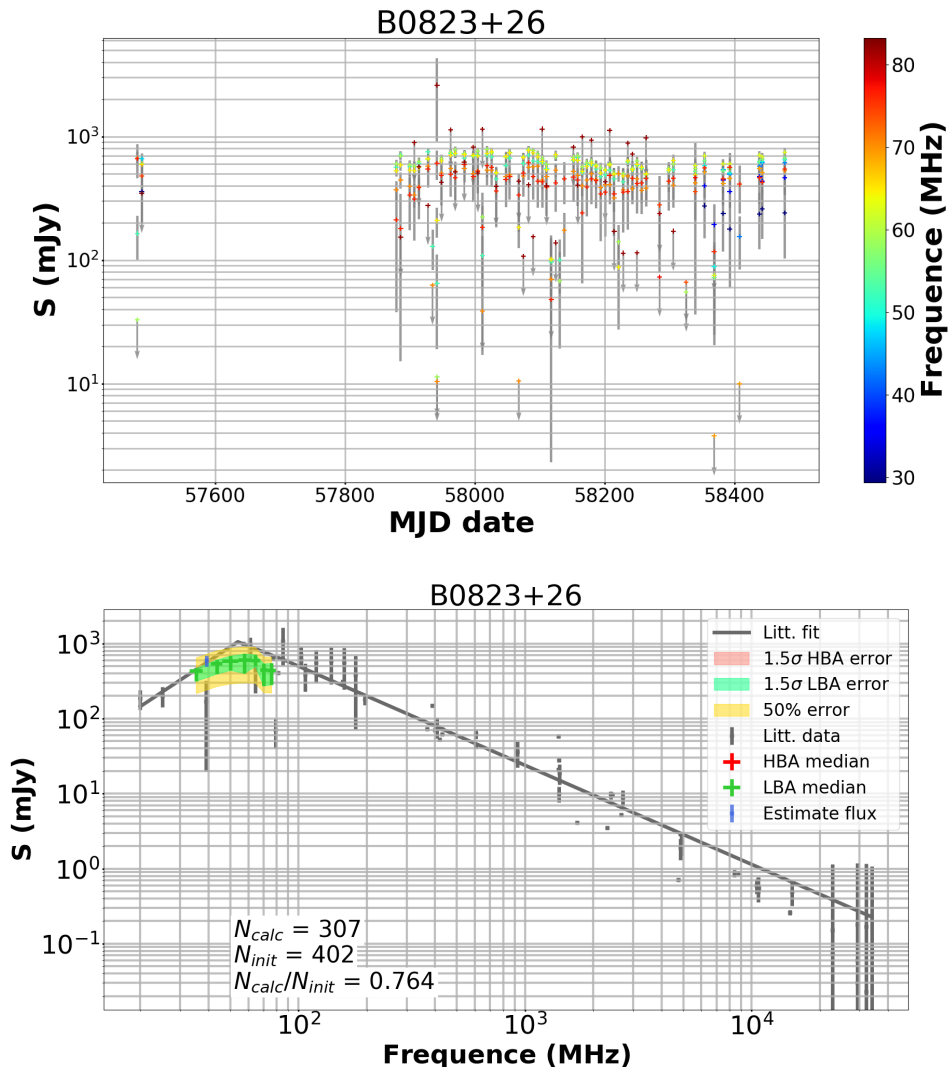 B0823+26
10³
10²
10¹
S (mJy)
57600 57800 58000 58200 58400
MJD date
80
70
60
50
40
30
Frequence (MHz)
B0823+26
10³
10²
10¹
10⁰
10⁻¹
S (mJy)
Litt. fit
1.5σ HBA error
1.5σ LBA error
50% error
Litt. data
HBA median
LBA median
Estimate flux
N_calc = 307
N_init = 402
N_calc/N_init = 0.764
10² 10³ 10⁴
Frequence (MHz)